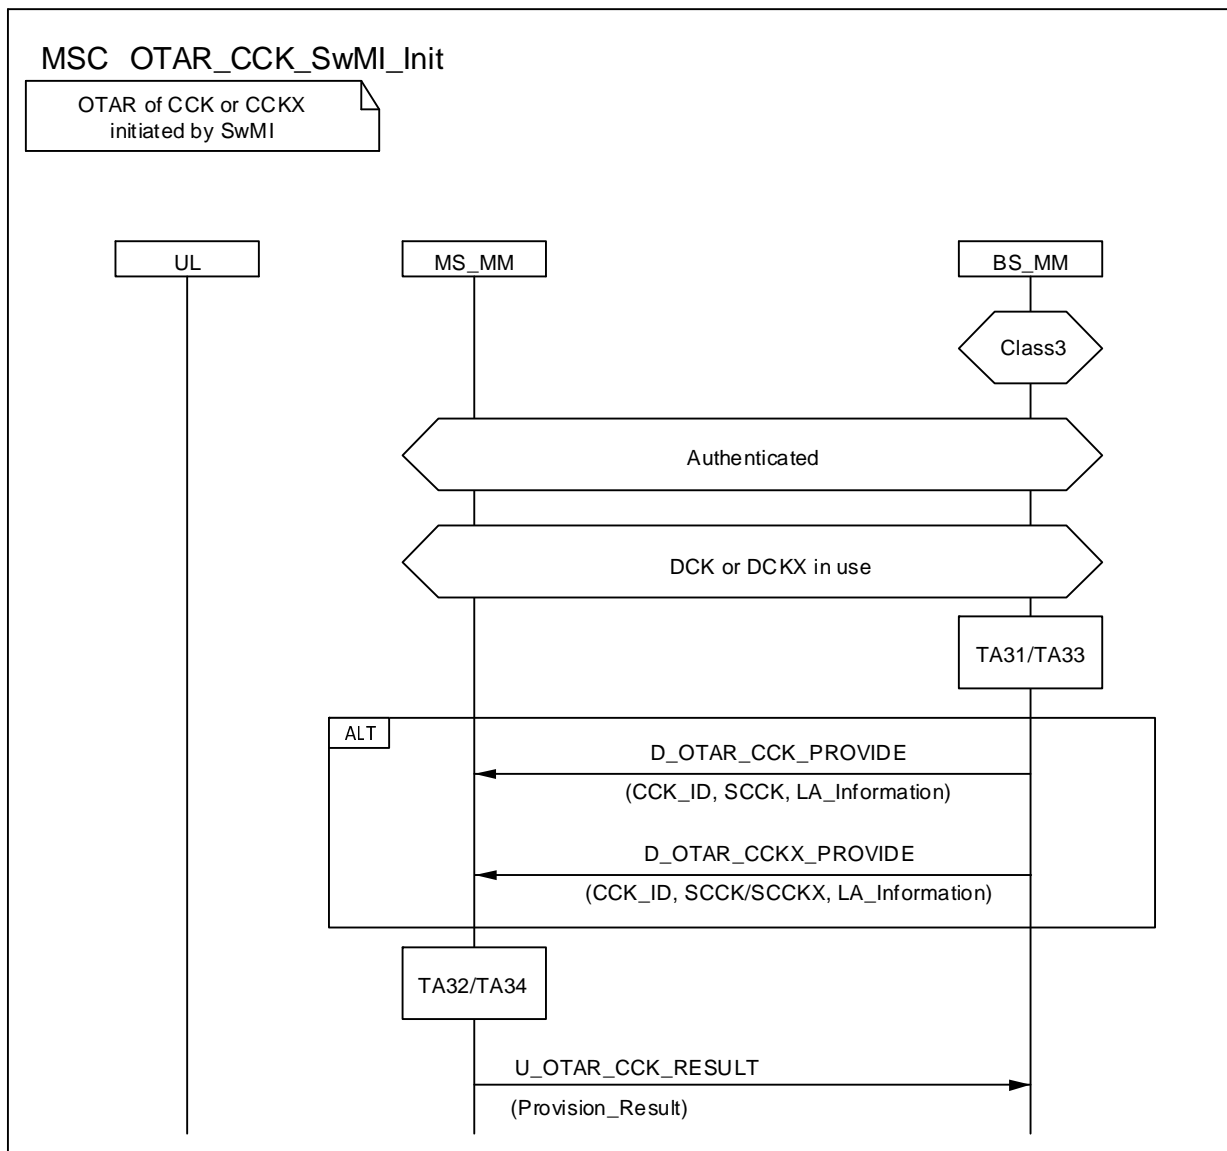 MSC OTAR_CCK_SwMI_Init
OTAR of CCK or CCKX
initiated by SwMI
UL
MS_MM
BS_MM
Class3
Authenticated
DCK or DCKX in use
TA31/TA33
ALT
D_OTAR_CCK_PROVIDE
(CCK_ID, SCCK, LA_Information)
D_OTAR_CCKX_PROVIDE
(CCK_ID, SCCK/SCCKX, LA_Information)
TA32/TA34
U_OTAR_CCK_RESULT
(Provision_Result)